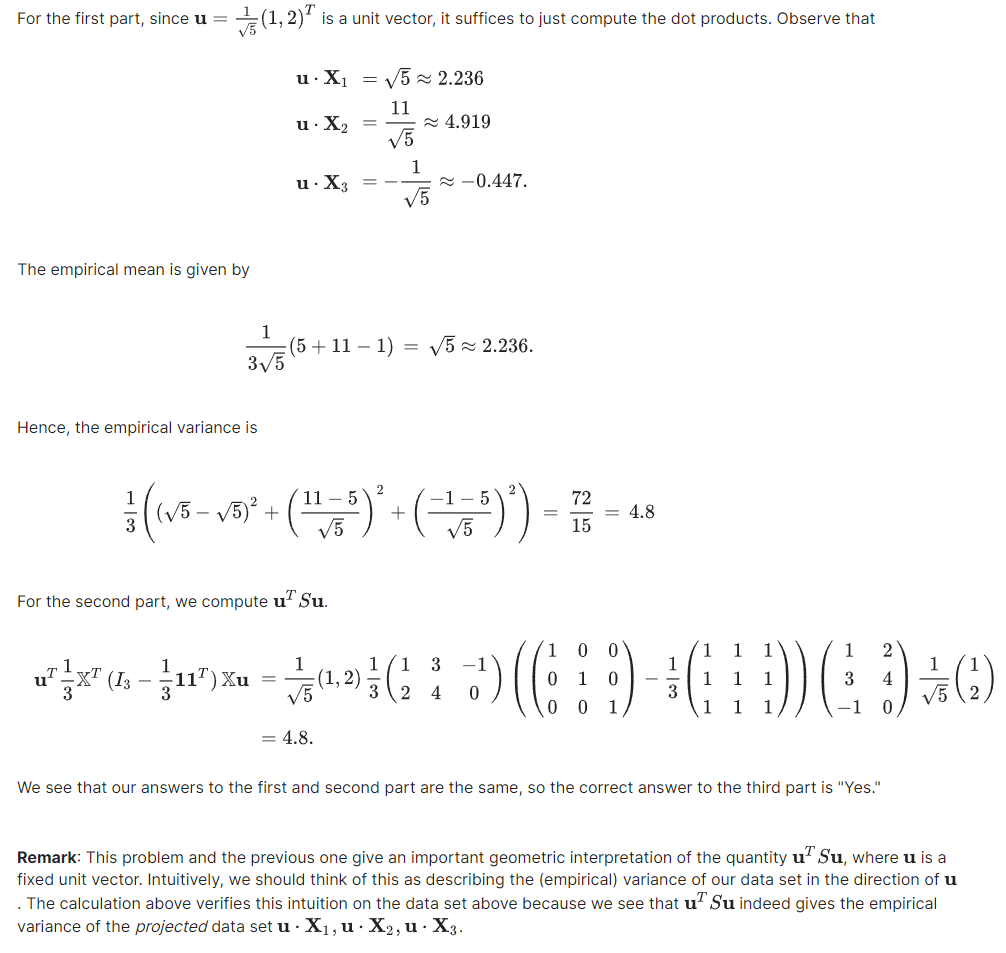 For the first part, since $\mathbf{u} = \frac{1}{\sqrt{5}}(1, 2)^T$ is a unit vector, it suffices to just compute the dot products. Observe that
$\mathbf{u} \cdot \mathbf{X}_1 = \sqrt{5} \approx 2.236$
$\mathbf{u} \cdot \mathbf{X}_2 = \frac{11}{\sqrt{5}} \approx 4.919$
$\mathbf{u} \cdot \mathbf{X}_3 = -\frac{1}{\sqrt{5}} \approx -0.447.$
The empirical mean is given by
$\frac{1}{3\sqrt{5}}(5 + 11 - 1) = \sqrt{5} \approx 2.236.$
Hence, the empirical variance is
$\frac{1}{3}\left((\sqrt{5} - \sqrt{5})^2 + \left(\frac{11-5}{\sqrt{5}}\right)^2 + \left(\frac{-1-5}{\sqrt{5}}\right)^2\right) = \frac{72}{15} = 4.8$
For the second part, we compute $\mathbf{u}^T S\mathbf{u}$.
$\mathbf{u}^T \frac{1}{3}\mathbb{X}^T (I_3 - \frac{1}{3}\mathbf{1}\mathbf{1}^T)\mathbb{X}\mathbf{u} = \frac{1}{\sqrt{5}}(1, 2)\frac{1}{3}\begin{pmatrix}1 & 3 & -1\\2 & 4 & 0\end{pmatrix}\left(\begin{pmatrix}1 & 0 & 0\\0 & 1 & 0\\0 & 0 & 1\end{pmatrix} - \frac{1}{3}\begin{pmatrix}1 & 1 & 1\\1 & 1 & 1\\1 & 1 & 1\end{pmatrix}\right)\begin{pmatrix}1 & 2\\3 & 4\\-1 & 0\end{pmatrix}\frac{1}{\sqrt{5}}\begin{pmatrix}1\\2\end{pmatrix}$
$= 4.8.$
We see that our answers to the first and second part are the same, so the correct answer to the third part is "Yes."
Remark: This problem and the previous one give an important geometric interpretation of the quantity $\mathbf{u}^T S\mathbf{u}$, where $\mathbf{u}$ is a
fixed unit vector. Intuitively, we should think of this as describing the (empirical) variance of our data set in the direction of $\mathbf{u}$
. The calculation above verifies this intuition on the data set above because we see that $\mathbf{u}^T S\mathbf{u}$ indeed gives the empirical
variance of the projected data set $\mathbf{u} \cdot \mathbf{X}_1, \mathbf{u} \cdot \mathbf{X}_2, \mathbf{u} \cdot \mathbf{X}_3$.